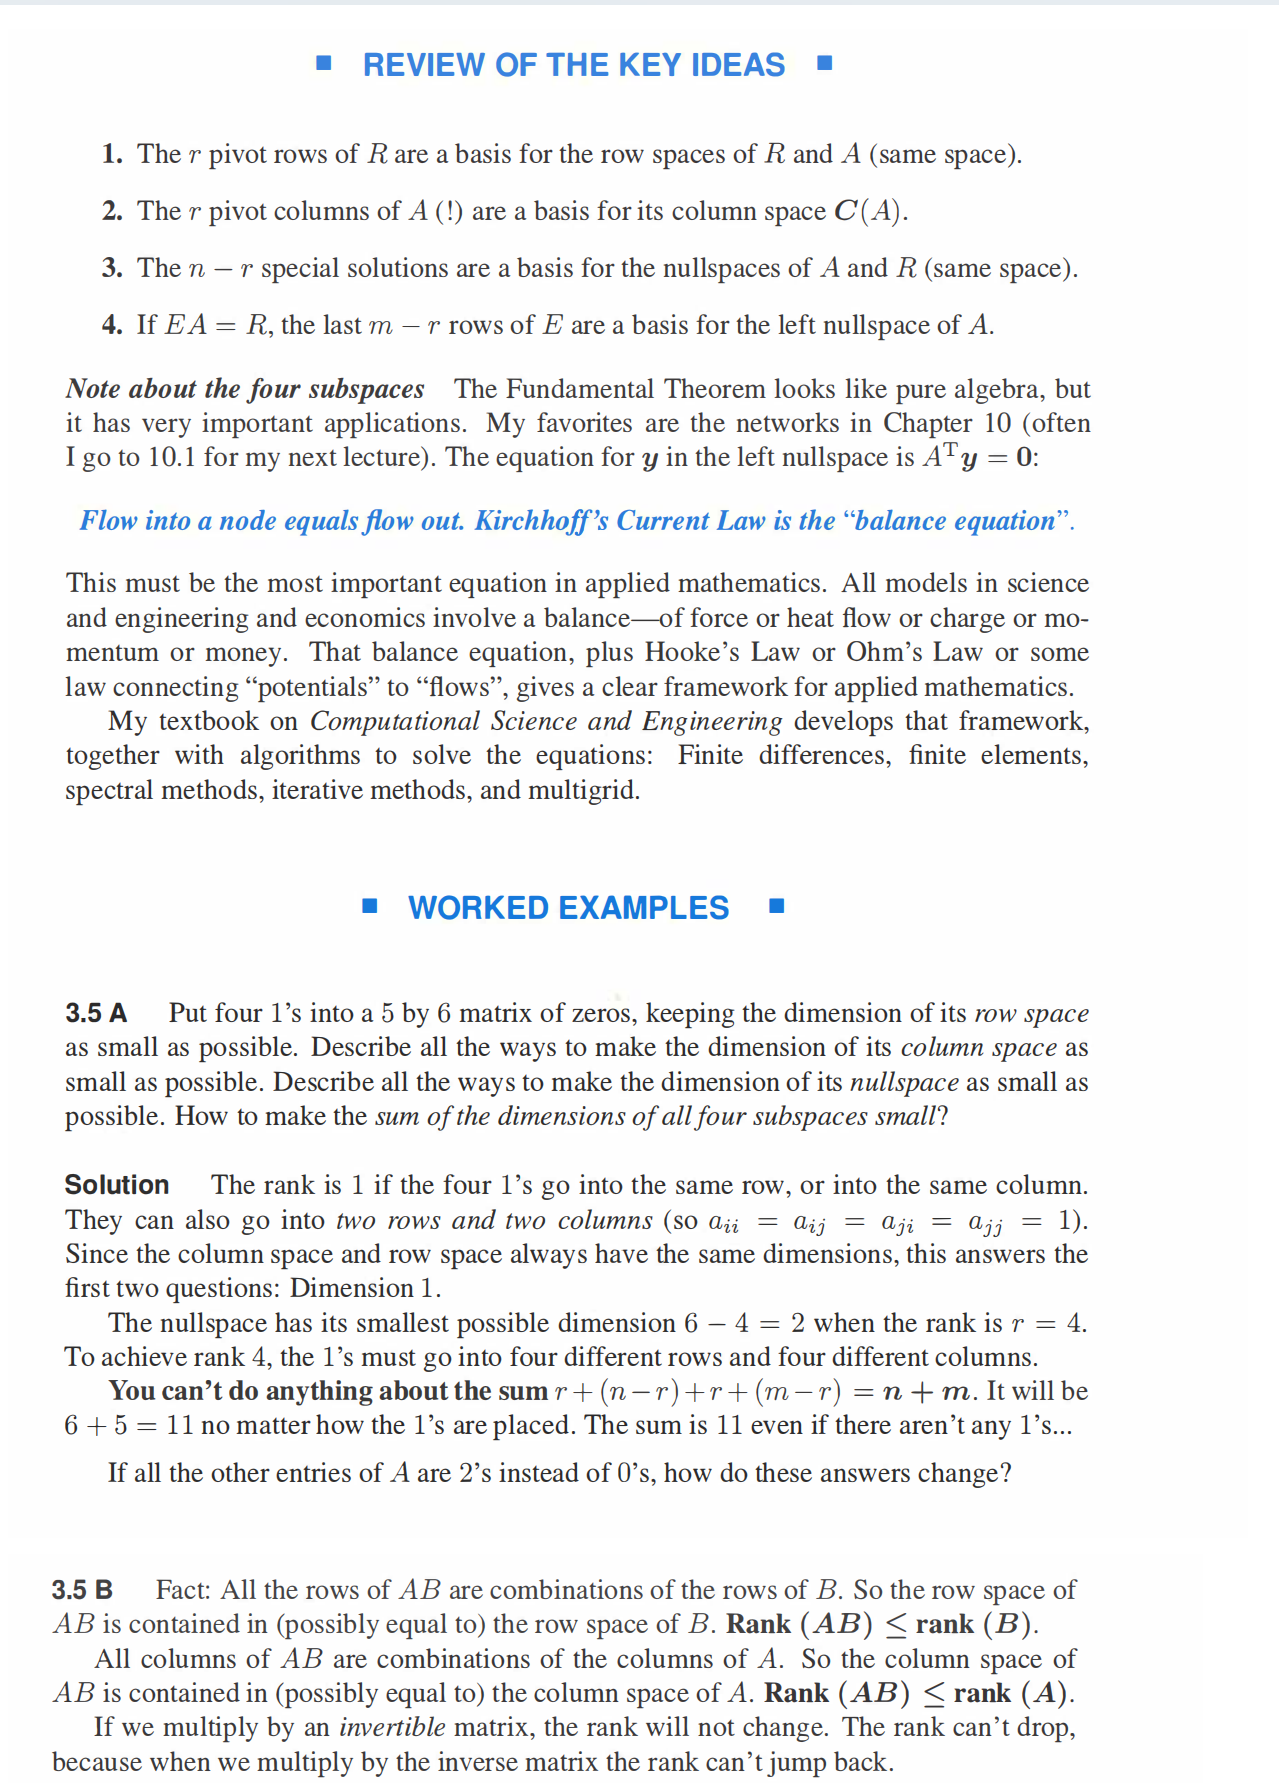 REVIEW OF THE KEY IDEAS
1. The r pivot rows of R are a basis for the row spaces of R and A (same space).
2. The r pivot columns of A (!) are a basis for its column space C(A).
3. The n − r special solutions are a basis for the nullspaces of A and R (same space).
4. If EA = R, the last m − r rows of E are a basis for the left nullspace of A.
Note about the four subspaces The Fundamental Theorem looks like pure algebra, but
it has very important applications. My favorites are the networks in Chapter 10 (often
I go to 10.1 for my next lecture). The equation for y in the left nullspace is Aᵀy = 0:
Flow into a node equals flow out. Kirchhoff’s Current Law is the “balance equation”.
This must be the most important equation in applied mathematics. All models in science
and engineering and economics involve a balance—of force or heat flow or charge or mo-
mentum or money. That balance equation, plus Hooke’s Law or Ohm’s Law or some
law connecting “potentials” to “flows”, gives a clear framework for applied mathematics.
My textbook on Computational Science and Engineering develops that framework,
together with algorithms to solve the equations: Finite differences, finite elements,
spectral methods, iterative methods, and multigrid.
WORKED EXAMPLES
3.5 A Put four 1’s into a 5 by 6 matrix of zeros, keeping the dimension of its row space
as small as possible. Describe all the ways to make the dimension of its column space as
small as possible. Describe all the ways to make the dimension of its nullspace as small as
possible. How to make the sum of the dimensions of all four subspaces small?
Solution The rank is 1 if the four 1’s go into the same row, or into the same column.
They can also go into two rows and two columns (so aᵢᵢ = aᵢⱼ = aⱼᵢ = aⱼⱼ = 1).
Since the column space and row space always have the same dimensions, this answers the
first two questions: Dimension 1.
The nullspace has its smallest possible dimension 6 − 4 = 2 when the rank is r = 4.
To achieve rank 4, the 1’s must go into four different rows and four different columns.
You can’t do anything about the sum r + (n − r) + r + (m − r) = n + m. It will be
6 + 5 = 11 no matter how the 1’s are placed. The sum is 11 even if there aren’t any 1’s...
If all the other entries of A are 2’s instead of 0’s, how do these answers change?
3.5 B Fact: All the rows of AB are combinations of the rows of B. So the row space of
AB is contained in (possibly equal to) the row space of B. Rank (AB) ≤ rank (B).
All columns of AB are combinations of the columns of A. So the column space of
AB is contained in (possibly equal to) the column space of A. Rank (AB) ≤ rank (A).
If we multiply by an invertible matrix, the rank will not change. The rank can’t drop,
because when we multiply by the inverse matrix the rank can’t jump back.